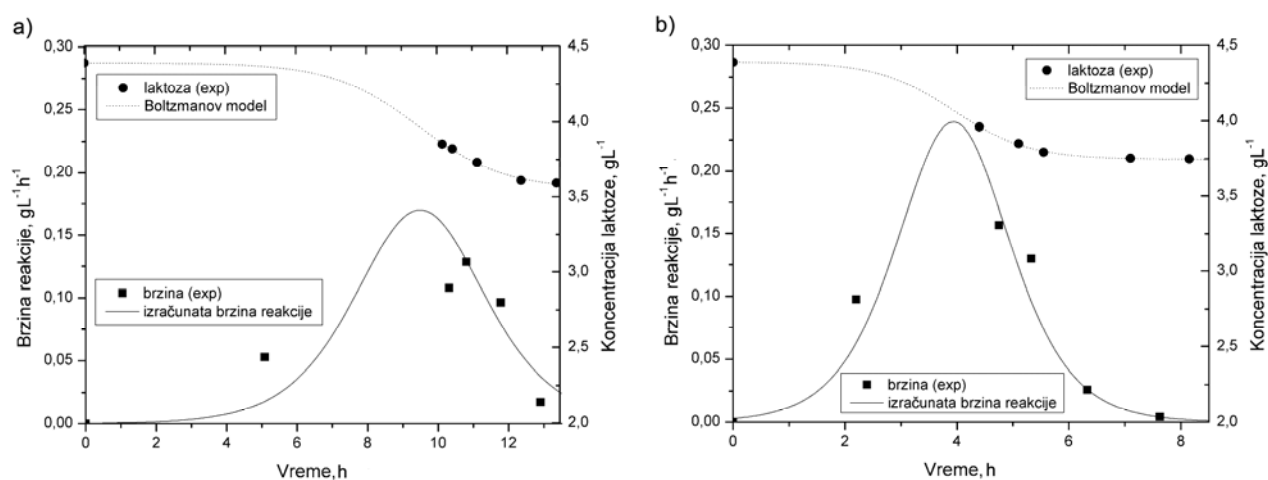 a)
0,30
0,25
0,20
0,15
0,10
0,05
0,00
Brzina reakcije, gL⁻¹h⁻¹
laktoza (exp)
Boltzmanov model
brzina (exp)
izračunata brzina reakcije
4,5
4,0
3,5
3,0
2,5
2,0
Koncentracija laktoze, gL⁻¹
0 2 4 6 8 10 12
Vreme, h
b)
0,30
0,25
0,20
0,15
0,10
0,05
0,00
Brzina reakcije, gL⁻¹h⁻¹
laktoza (exp)
Boltzmanov model
brzina (exp)
izračunata brzina reakcije
4,5
4,0
3,5
3,0
2,5
2,0
Koncentracija laktoze, gL⁻¹
0 2 4 6 8
Vreme, h